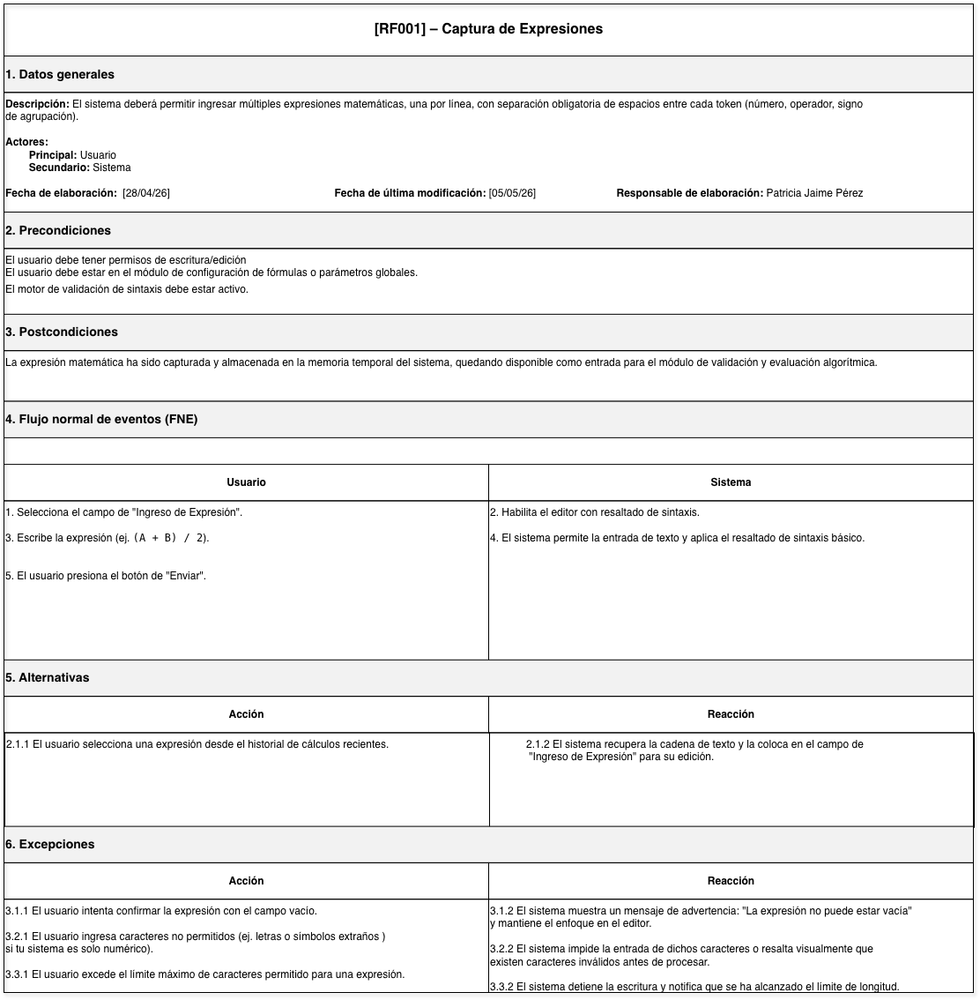 [RF001] – Captura de Expresiones
1. Datos generales
Descripción: El sistema deberá permitir ingresar múltiples expresiones matemáticas, una por línea, con separación obligatoria de espacios entre cada token (número, operador, signo
de agrupación).
Actores:
Principal: Usuario
Secundario: Sistema
Fecha de elaboración: [28/04/26] Fecha de última modificación: [05/05/26] Responsable de elaboración: Patricia Jaime Pérez
2. Precondiciones
El usuario debe tener permisos de escritura/edición
El usuario debe estar en el módulo de configuración de fórmulas o parámetros globales.
El motor de validación de sintaxis debe estar activo.
3. Postcondiciones
La expresión matemática ha sido capturada y almacenada en la memoria temporal del sistema, quedando disponible como entrada para el módulo de validación y evaluación algorítmica.
4. Flujo normal de eventos (FNE)
Usuario
Sistema
1. Selecciona el campo de "Ingreso de Expresión".
2. Habilita el editor con resaltado de sintaxis.
3. Escribe la expresión (ej. (A + B) / 2).
4. El sistema permite la entrada de texto y aplica el resaltado de sintaxis básico.
5. El usuario presiona el botón de "Enviar".
5. Alternativas
Acción
Reacción
2.1.1 El usuario selecciona una expresión desde el historial de cálculos recientes.
2.1.2 El sistema recupera la cadena de texto y la coloca en el campo de
"Ingreso de Expresión" para su edición.
6. Excepciones
Acción
Reacción
3.1.1 El usuario intenta confirmar la expresión con el campo vacío.
3.2.1 El usuario ingresa caracteres no permitidos (ej. letras o símbolos extraños )
si tu sistema es solo numérico).
3.3.1 El usuario excede el límite máximo de caracteres permitido para una expresión.
3.1.2 El sistema muestra un mensaje de advertencia: "La expresión no puede estar vacía"
y mantiene el enfoque en el editor.
3.2.2 El sistema impide la entrada de dichos caracteres o resalta visualmente que
existen caracteres inválidos antes de procesar.
3.3.2 El sistema detiene la escritura y notifica que se ha alcanzado el límite de longitud.